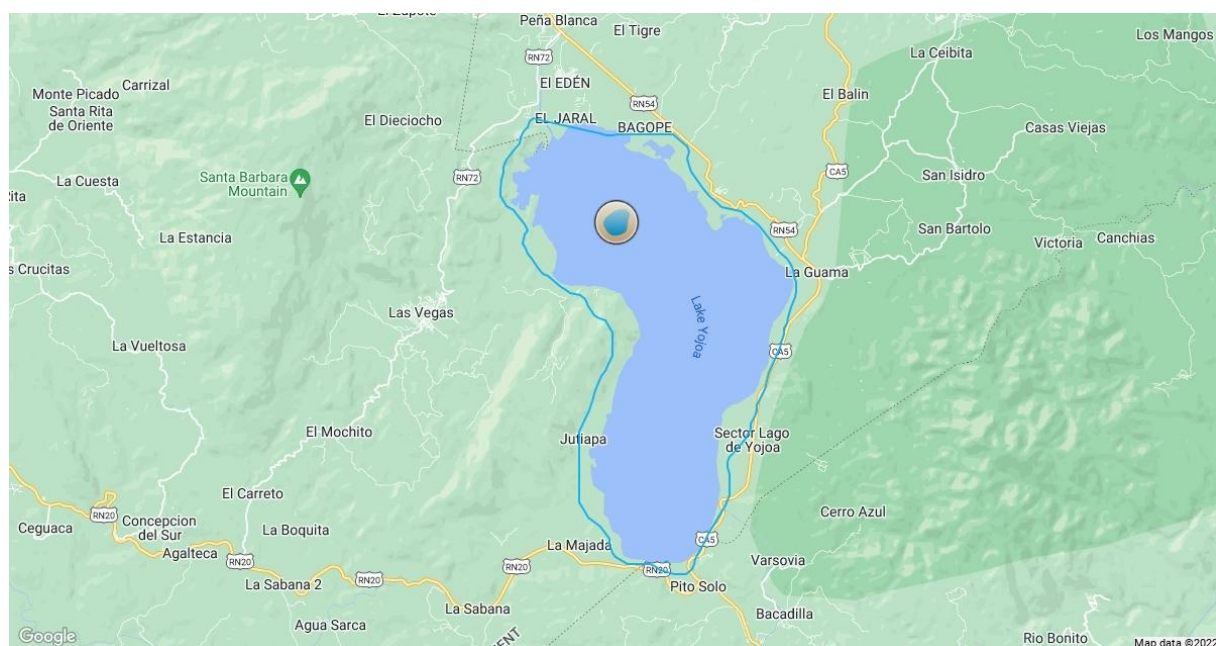 Peña Blanca
El Tigre
Los Mangos
La Ceibita
RN72
El EDÉN
Carrizal
Monte Picado
El Balin
Santa Rita
de Oriente
RN54
El Dieciocho
EL JARAL
BAGOPE
Casas Viejas
CA5
Santa Barbara
Mountain
RN72
La Cuesta
San Isidro
La Estancia
RN54
San Bartolo
Victoria
Canchias
s Crucitas
La Guama
Las Vegas
Lake Yojoa
La Vueltosa
CA5
El Mochito
Jutiapa
Sector Lago
de Yojoa
El Carreto
RN20
Ceguaca
Concepcion
del Sur
La Boquita
Cerro Azul
Agalteca
La Majada
CA5
RN20
RN20
RN20
RN20
Varsovia
La Sabana 2
Pito Solo
La Sabana
Bacadilla
Agua Sarca
Google
Rio Bonito
Map data ©2022